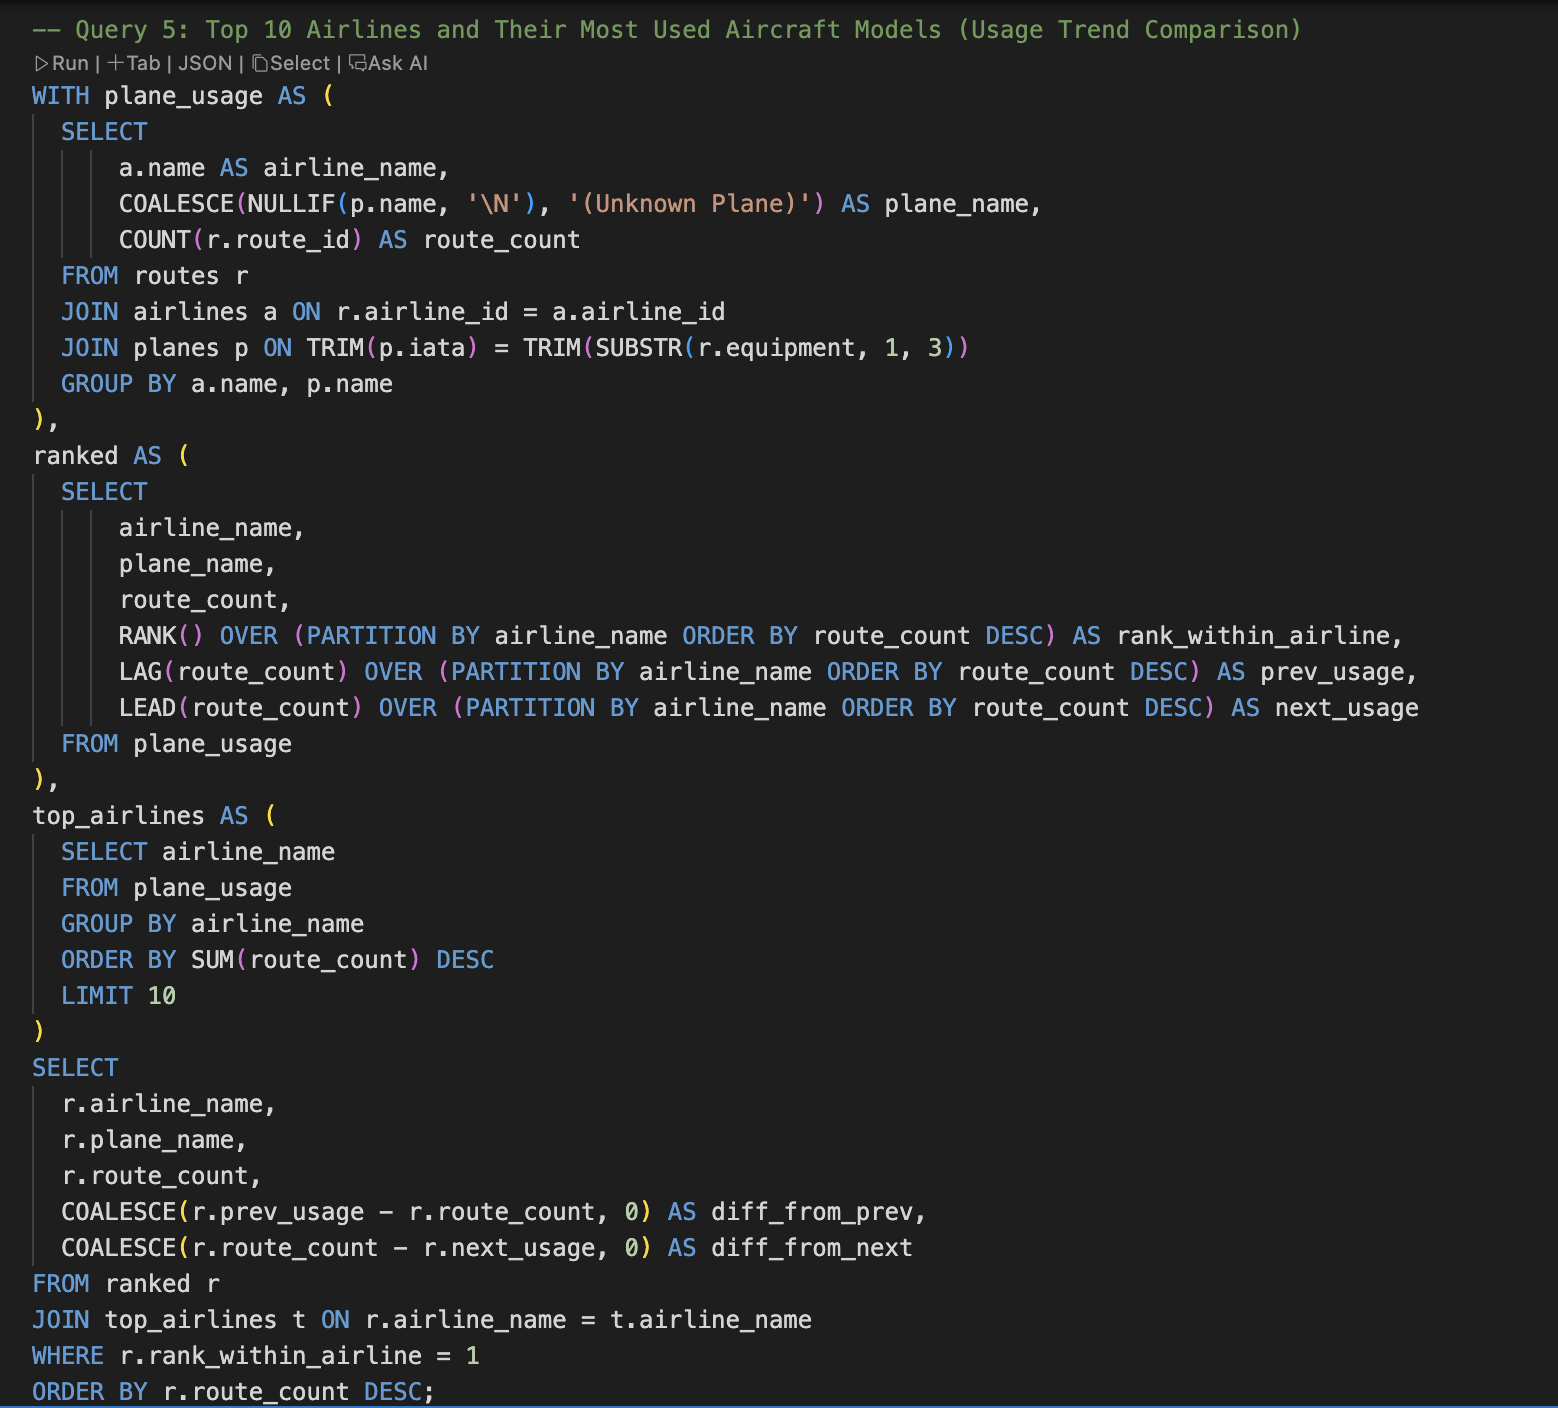 -- Query 5: Top 10 Airlines and Their Most Used Aircraft Models (Usage Trend Comparison)
Run | +Tab | JSON | Select | Ask AI
WITH plane_usage AS (
  SELECT
      a.name AS airline_name,
      COALESCE(NULLIF(p.name, '\N'), '(Unknown Plane)') AS plane_name,
      COUNT(r.route_id) AS route_count
  FROM routes r
  JOIN airlines a ON r.airline_id = a.airline_id
  JOIN planes p ON TRIM(p.iata) = TRIM(SUBSTR(r.equipment, 1, 3))
  GROUP BY a.name, p.name
),
ranked AS (
  SELECT
      airline_name,
      plane_name,
      route_count,
      RANK() OVER (PARTITION BY airline_name ORDER BY route_count DESC) AS rank_within_airline,
      LAG(route_count) OVER (PARTITION BY airline_name ORDER BY route_count DESC) AS prev_usage,
      LEAD(route_count) OVER (PARTITION BY airline_name ORDER BY route_count DESC) AS next_usage
  FROM plane_usage
),
top_airlines AS (
  SELECT airline_name
  FROM plane_usage
  GROUP BY airline_name
  ORDER BY SUM(route_count) DESC
  LIMIT 10
)
SELECT
  r.airline_name,
  r.plane_name,
  r.route_count,
  COALESCE(r.prev_usage - r.route_count, 0) AS diff_from_prev,
  COALESCE(r.route_count - r.next_usage, 0) AS diff_from_next
FROM ranked r
JOIN top_airlines t ON r.airline_name = t.airline_name
WHERE r.rank_within_airline = 1
ORDER BY r.route_count DESC;